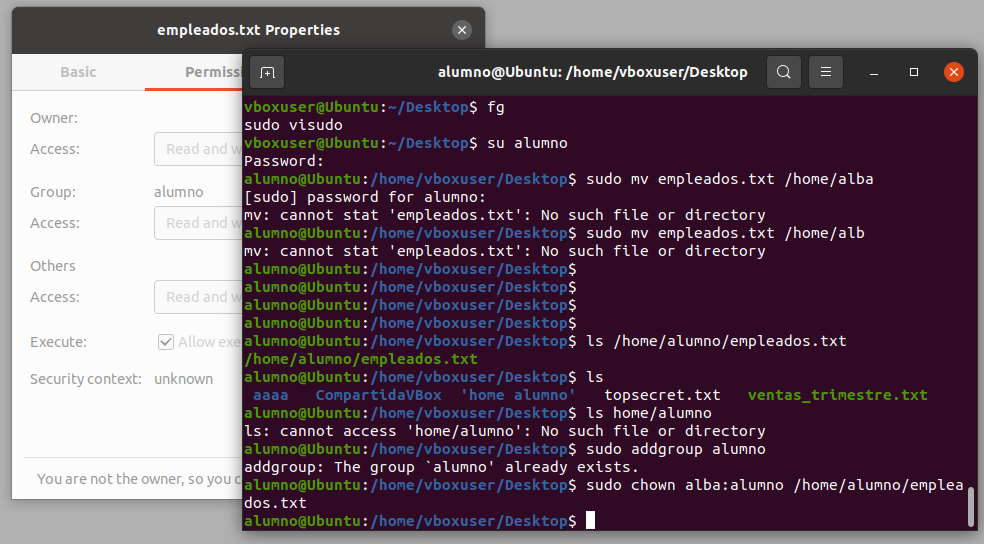 empleados.txt Properties
Basic
Permiss
Owner:
Access:
Read and w
Group:
alumno
Access:
Read and w
Others
Access:
Read and w
Execute:
Allow exe
Security context:
unknown
You are not the owner, so you c
alumno@Ubuntu: /home/vboxuser/Desktop
vboxuser@Ubuntu:~/Desktop$ fg
sudo visudo
vboxuser@Ubuntu:~/Desktop$ su alumno
Password:
alumno@Ubuntu:/home/vboxuser/Desktop$ sudo mv empleados.txt /home/alba
[sudo] password for alumno:
mv: cannot stat 'empleados.txt': No such file or directory
alumno@Ubuntu:/home/vboxuser/Desktop$ sudo mv empleados.txt /home/alb
mv: cannot stat 'empleados.txt': No such file or directory
alumno@Ubuntu:/home/vboxuser/Desktop$
alumno@Ubuntu:/home/vboxuser/Desktop$
alumno@Ubuntu:/home/vboxuser/Desktop$
alumno@Ubuntu:/home/vboxuser/Desktop$
alumno@Ubuntu:/home/vboxuser/Desktop$ ls /home/alumno/empleados.txt
/home/alumno/empleados.txt
alumno@Ubuntu:/home/vboxuser/Desktop$ ls
aaaa CompartidaVBox 'home alumno' topsecret.txt ventas_trimestre.txt
alumno@Ubuntu:/home/vboxuser/Desktop$ ls home/alumno
ls: cannot access 'home/alumno': No such file or directory
alumno@Ubuntu:/home/vboxuser/Desktop$ sudo addgroup alumno
addgroup: The group `alumno' already exists.
alumno@Ubuntu:/home/vboxuser/Desktop$ sudo chown alba:alumno /home/alumno/emplea
dos.txt
alumno@Ubuntu:/home/vboxuser/Desktop$